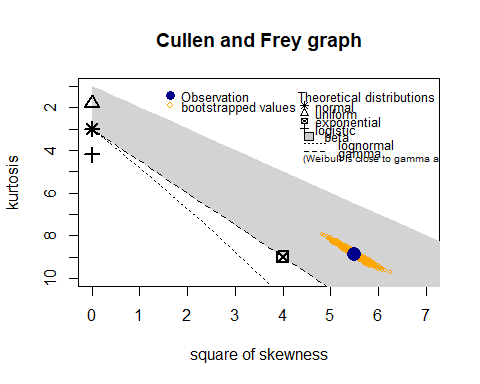 Cullen and Frey graph
Observation
bootstrapped values
Theoretical distributions
normal
uniform
exponential
logistic
beta
lognormal
gamma
(Weibull is close to gamma a
kurtosis
2
4
6
8
10
0 1 2 3 4 5 6 7
square of skewness